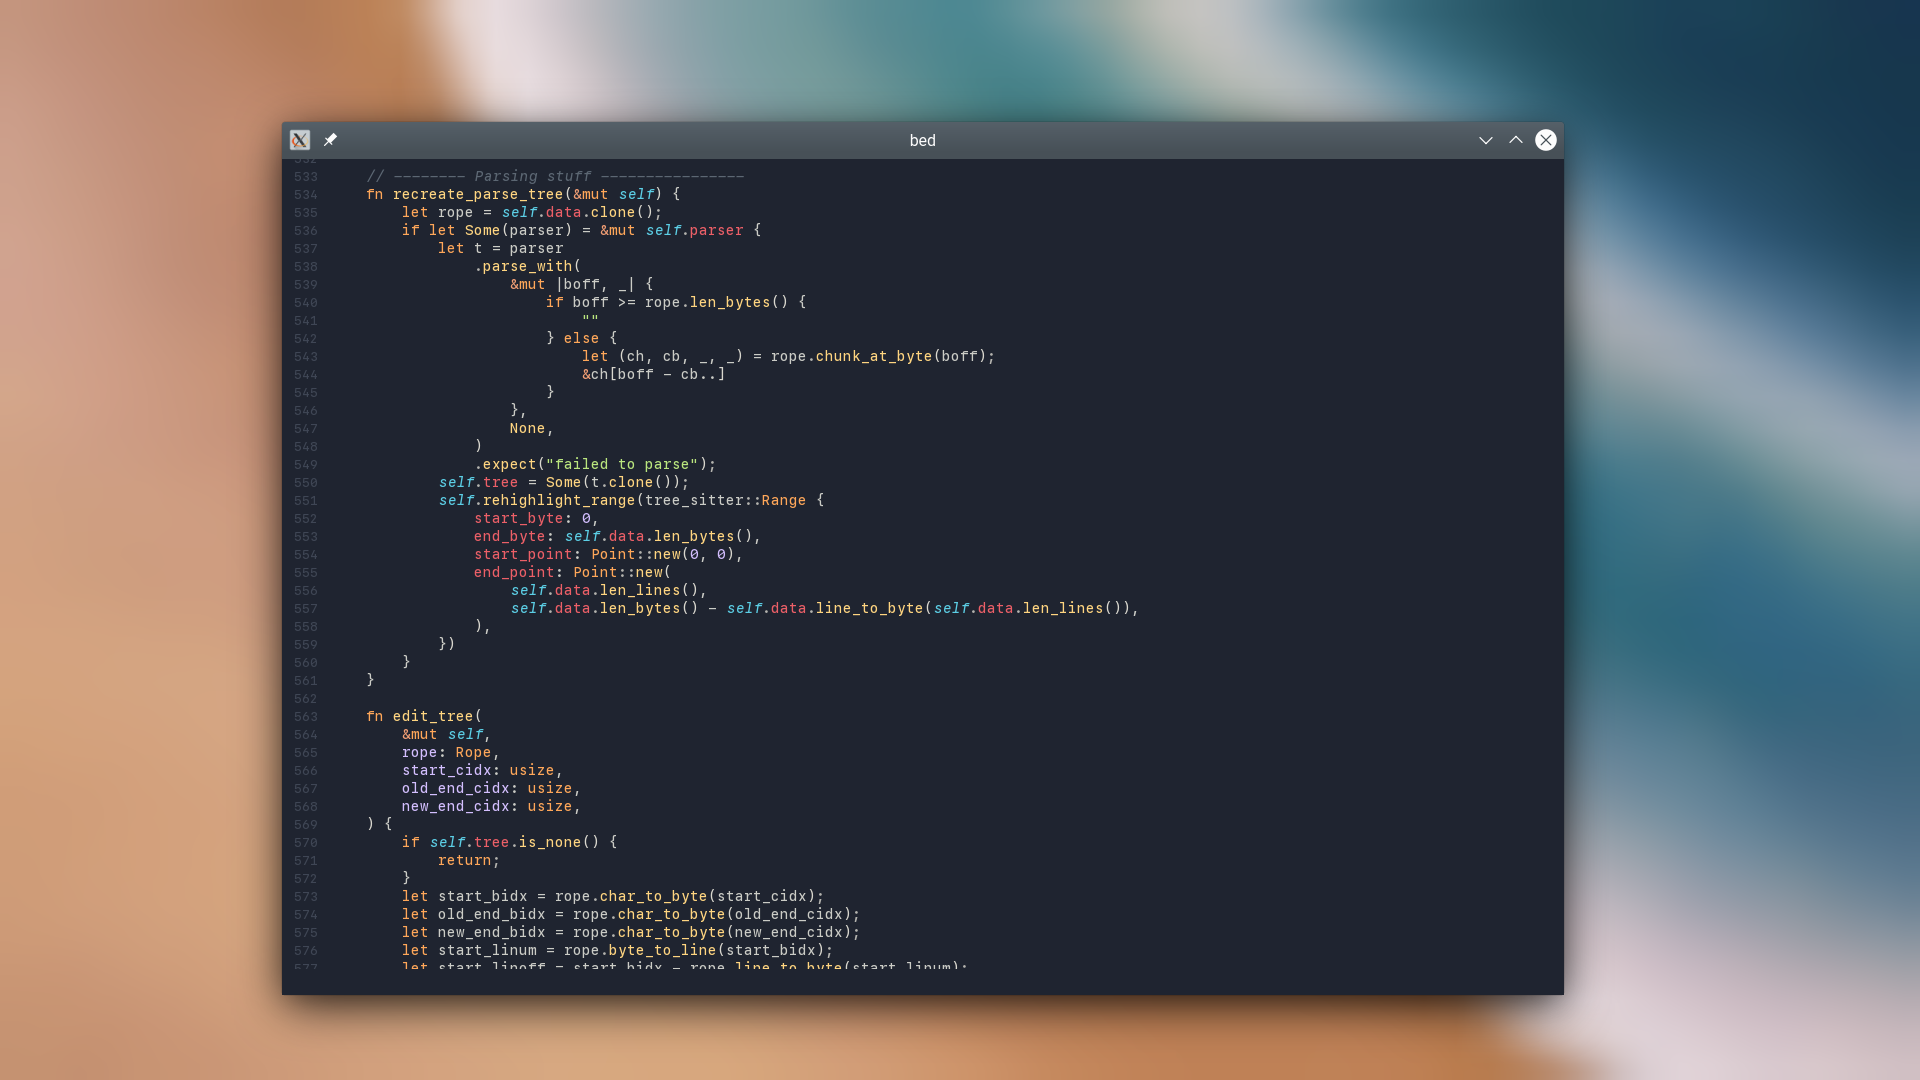 bed
532
533 // -------- Parsing stuff ----------------
534 fn recreate_parse_tree(&mut self) {
535 let rope = self.data.clone();
536 if let Some(parser) = &mut self.parser {
537 let t = parser
538 .parse_with(
539 &mut |boff, _| {
540 if boff >= rope.len_bytes() {
541 ""
542 } else {
543 let (ch, cb, _, _) = rope.chunk_at_byte(boff);
544 &ch[boff - cb..]
545 }
546 },
547 None,
548 )
549 .expect("failed to parse");
550 self.tree = Some(t.clone());
551 self.rehighlight_range(tree_sitter::Range {
552 start_byte: 0,
553 end_byte: self.data.len_bytes(),
554 start_point: Point::new(0, 0),
555 end_point: Point::new(
556 self.data.len_lines(),
557 self.data.len_bytes() - self.data.line_to_byte(self.data.len_lines()),
558 ),
559 })
560 }
561 }
562
563 fn edit_tree(
564 &mut self,
565 rope: Rope,
566 start_cidx: usize,
567 old_end_cidx: usize,
568 new_end_cidx: usize,
569 ) {
570 if self.tree.is_none() {
571 return;
572 }
573 let start_bidx = rope.char_to_byte(start_cidx);
574 let old_end_bidx = rope.char_to_byte(old_end_cidx);
575 let new_end_bidx = rope.char_to_byte(new_end_cidx);
576 let start_linum = rope.byte_to_line(start_bidx);
577 let start_linoff = start_bidx - rope.line_to_byte(start_linum);